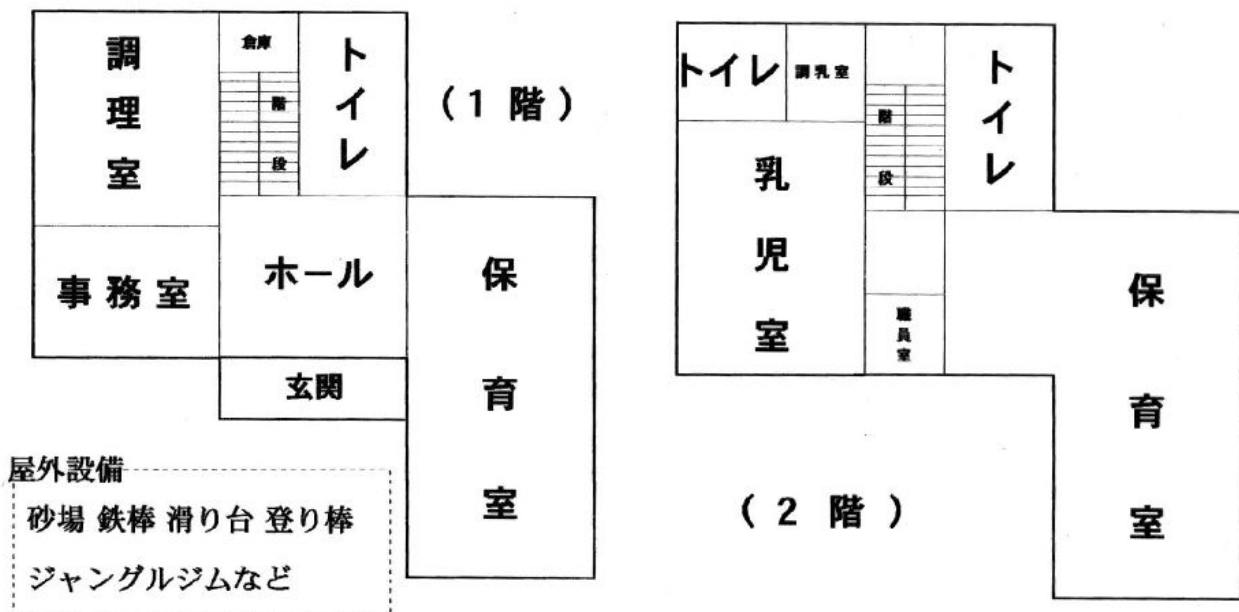 調理室
倉庫
階段
トイレ
(1階)
事務室
ホール
保育室
玄関
屋外設備
砂場 鉄棒 滑り台 登り棒
ジャングルジムなど
トイレ
調乳室
階段
トイレ
乳児室
職員室
保育室
(2階)